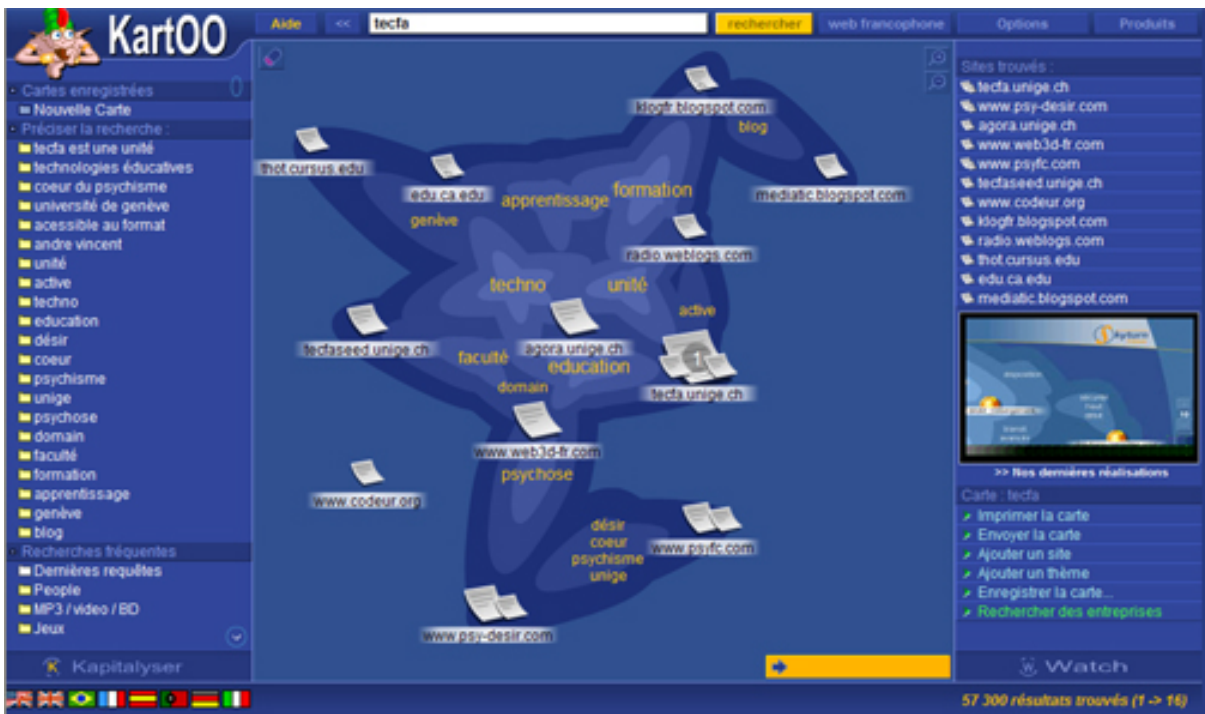 KartOO
Aide
<<
tecfa
rechercher
web francophone
Options
Produits
Cartes enregistrées
Nouvelle Carte
Préciser la recherche :
tecfa est une unité
technologies éducatives
coeur du psychisme
université de genève
acessible au format
andre vincent
unité
active
techno
education
désir
coeur
psychisme
unige
psychose
domain
faculté
formation
apprentissage
genève
blog
Recherches fréquentes
Dernières requêtes
People
MP3 / video / BD
Jeux
Kapitalyser
klogfr.blogspot.com
blog
thot.cursus.edu
edu.ca.edu
mediatic.blogspot.com
formation
apprentissage
genève
radio.weblogs.com
techno
unité
active
tecfaseed.unige.ch
agora.unige.ch
faculté
education
1
domain
tecfa.unige.ch
www.web3d-fr.com
psychose
www.codeur.org
désir
coeur
www.psyfc.com
psychisme
unige
www.psy-desir.com
Sites trouvés :
tecfa.unige.ch
www.psy-desir.com
agora.unige.ch
www.web3d-fr.com
www.psyfc.com
tecfaseed.unige.ch
www.codeur.org
klogfr.blogspot.com
radio.weblogs.com
thot.cursus.edu
edu.ca.edu
mediatic.blogspot.com
>> Nos dernières réalisations
Carte : tecfa
Imprimer la carte
Envoyer la carte
Ajouter un site
Ajouter un thème
Enregistrer la carte...
Rechercher des entreprises
Watch
57 300 résultats trouvés (1 -> 16)